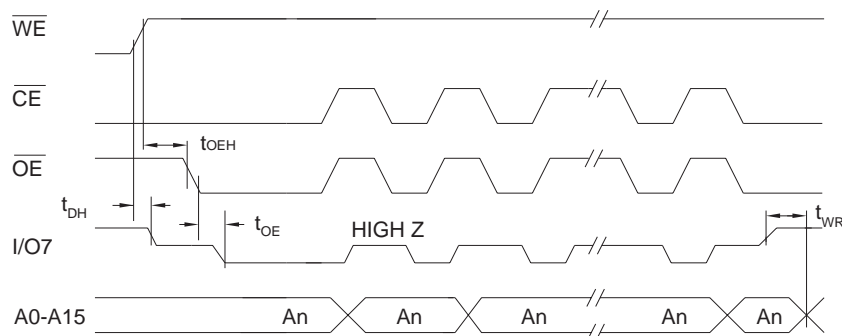 WE
CE
tOEH
OE
tDH
tOE
HIGH Z
tWR
I/O7
A0-A15
An An An An An